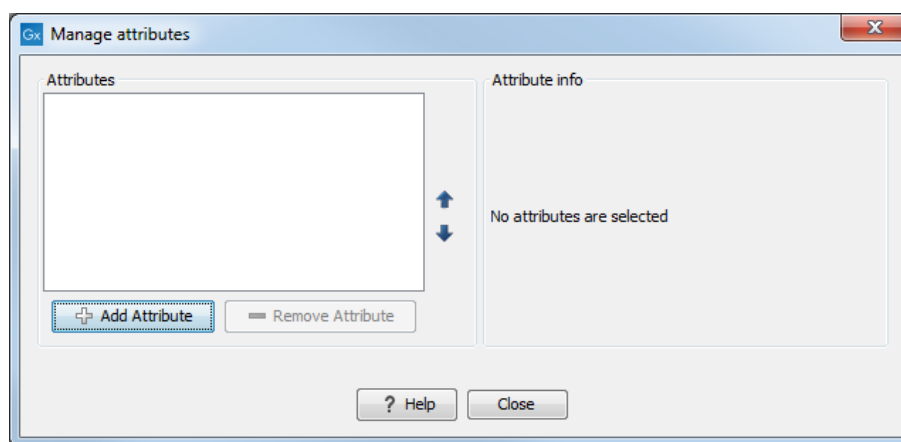 Gx Manage attributes
Attributes
Attribute info
No attributes are selected
Add Attribute
Remove Attribute
? Help
Close